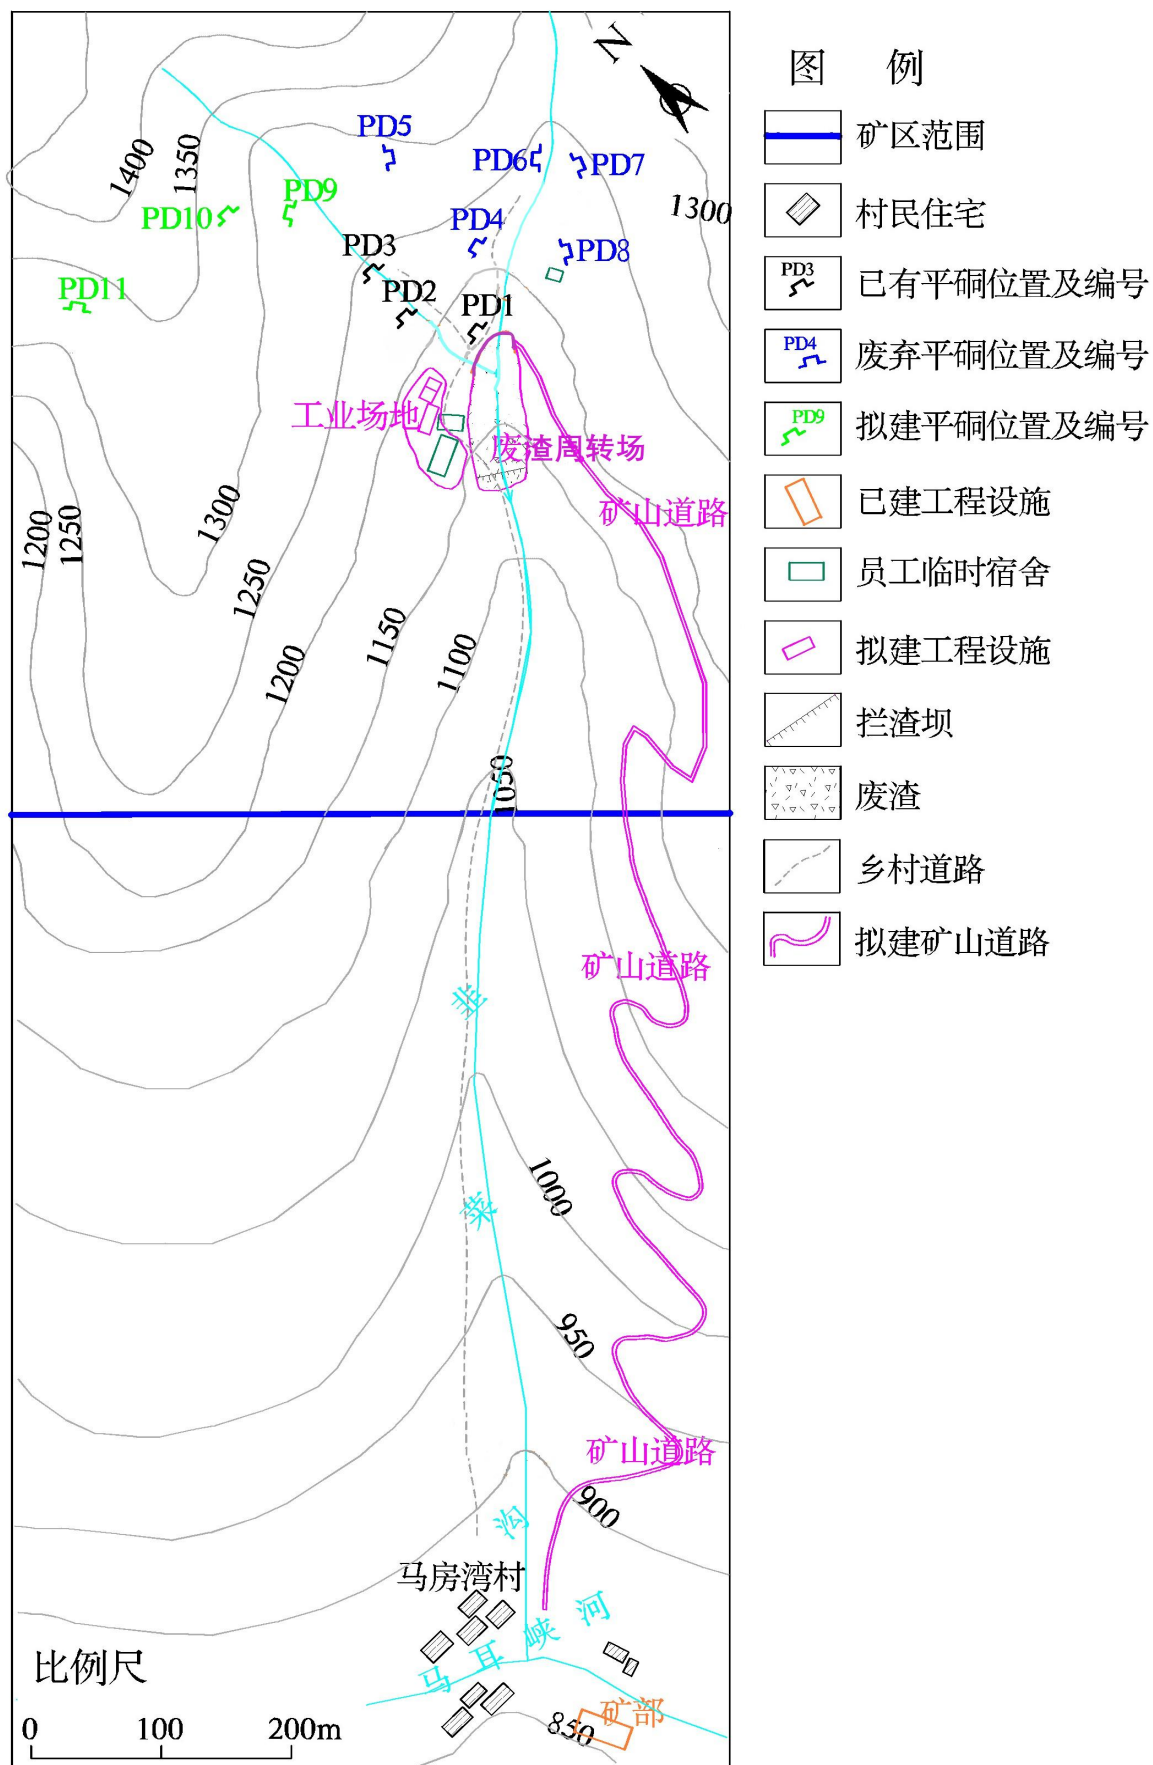 N
PD5
1400
1350
PD6
PD7
PD9
PD10
PD4
1300
PD3
PD8
PD2
PD11
PD1
工业场地
废渣周转场
矿山道路
1200
1250
1300
1250
1150
1200
1100
1050
矿山道路
韭
菜
沟
1000
950
矿山道路
900
马房湾村
马耳峡河
矿部
850
比例尺
0 100 200m
图 例
矿区范围
村民住宅
PD3 已有平硐位置及编号
PD4 废弃平硐位置及编号
PD9 拟建平硐位置及编号
已建工程设施
员工临时宿舍
拟建工程设施
拦渣坝
废渣
乡村道路
拟建矿山道路